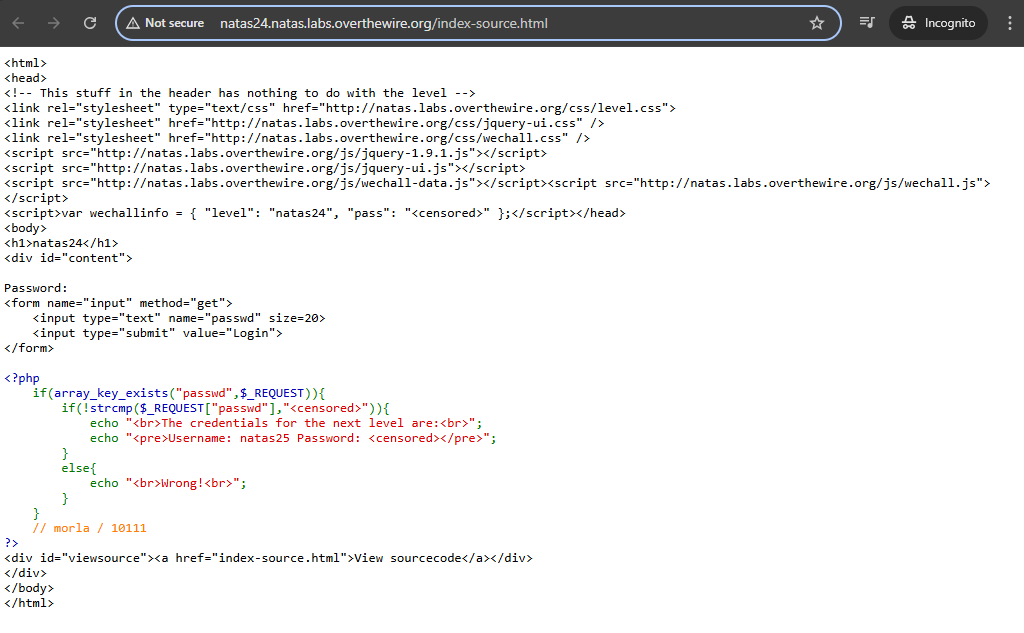 Not secure natas24.natas.labs.overthewire.org/index-source.html Incognito
<html>
<head>
<!-- This stuff in the header has nothing to do with the level -->
<link rel="stylesheet" type="text/css" href="http://natas.labs.overthewire.org/css/level.css">
<link rel="stylesheet" href="http://natas.labs.overthewire.org/css/jquery-ui.css" />
<link rel="stylesheet" href="http://natas.labs.overthewire.org/css/wechall.css" />
<script src="http://natas.labs.overthewire.org/js/jquery-1.9.1.js"></script>
<script src="http://natas.labs.overthewire.org/js/jquery-ui.js"></script>
<script src="http://natas.labs.overthewire.org/js/wechall-data.js"></script><script src="http://natas.labs.overthewire.org/js/wechall.js">
</script>
<script>var wechallinfo = { "level": "natas24", "pass": "<censored>" };</script></head>
<body>
<h1>natas24</h1>
<div id="content">

Password:
<form name="input" method="get">
    <input type="text" name="passwd" size=20>
    <input type="submit" value="Login">
</form>

<?php
    if(array_key_exists("passwd",$_REQUEST)){
        if(!strcmp($_REQUEST["passwd"],"<censored>")){
            echo "<br>The credentials for the next level are:<br>";
            echo "<pre>Username: natas25 Password: <censored></pre>";
        }
        else{
            echo "<br>Wrong!<br>";
        }
    }
    // morla / 10111
?>
<div id="viewsource"><a href="index-source.html">View sourcecode</a></div>
</div>
</body>
</html>